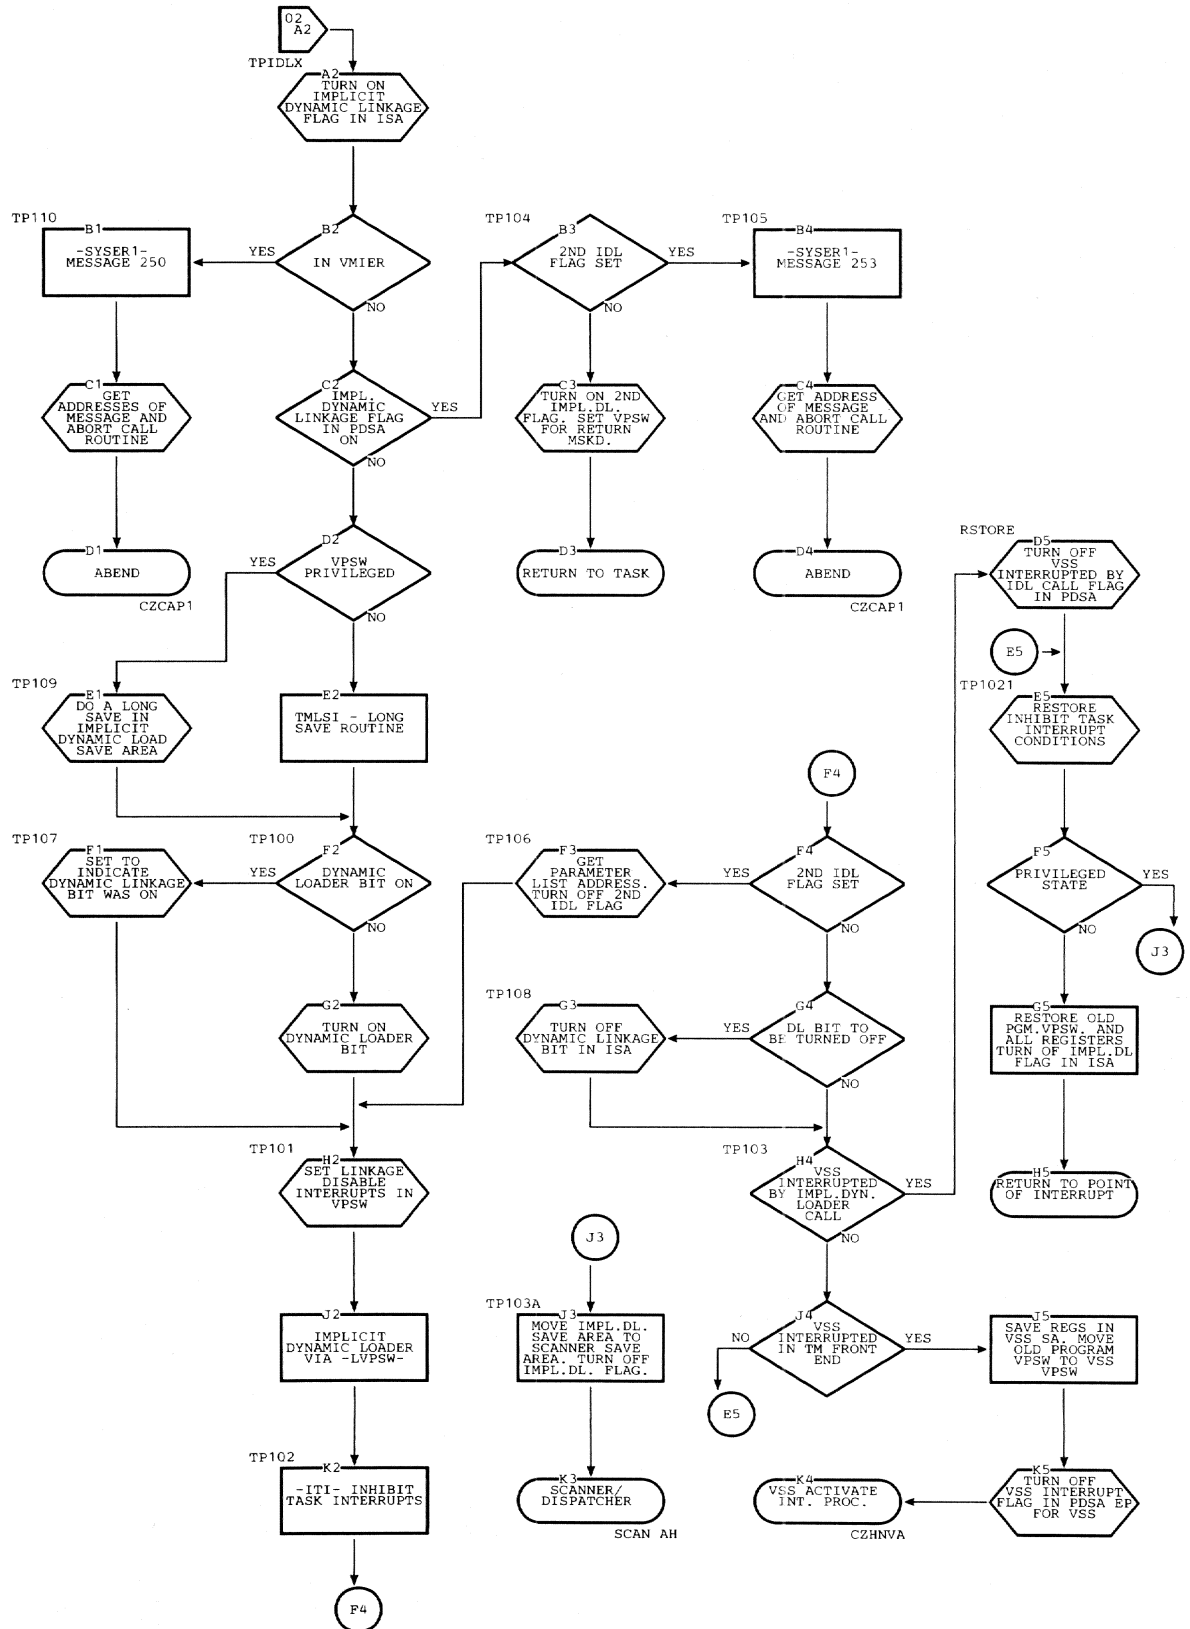 02
A2
TPIDLX
A2
TURN ON
IMPLICIT
DYNAMIC LINKAGE
FLAG IN ISA
TP110
B1
-SYSER1-
MESSAGE 250
YES
B2
IN VMIER
NO
TP104
B3
2ND IDL
FLAG SET
YES
NO
TP105
B4
-SYSER1-
MESSAGE 253
C1
GET
ADDRESSES OF
MESSAGE AND
ABORT CALL
ROUTINE
C2
IMPL.
DYNAMIC
LINKAGE FLAG
IN PDSA
ON
YES
NO
C3
TURN ON 2ND
IMPL.DL.
FLAG. SET VPSW
FOR RETURN
MSKD.
C4
GET ADDRESS
OF MESSAGE
AND ABORT CALL
ROUTINE
D1
ABEND
CZCAP1
YES
D2
VPSW
PRIVILEGED
NO
D3
RETURN TO TASK
D4
ABEND
CZCAP1
RSTORE
D5
TURN OFF
VSS
INTERRUPTED BY
IDL CALL FLAG
IN PDSA
E5
TP109
E1
DO A LONG
SAVE IN
IMPLICIT
DYNAMIC LOAD
SAVE AREA
E2
TMLSI - LONG
SAVE ROUTINE
TP1021
E5
RESTORE
INHIBIT TASK
INTERRUPT
CONDITIONS
F4
TP107
F1
SET TO
INDICATE
DYNAMIC LINKAGE
BIT WAS ON
YES
TP100
F2
DYNAMIC
LOADER BIT ON
NO
TP106
F3
GET
PARAMETER
LIST ADDRESS.
TURN OFF 2ND
IDL FLAG
YES
F4
2ND IDL
FLAG SET
NO
F5
PRIVILEGED
STATE
YES
NO
J3
G2
TURN ON
DYNAMIC LOADER
BIT
TP108
G3
TURN OFF
DYNAMIC LINKAGE
BIT IN ISA
YES
G4
DL BIT TO
BE TURNED OFF
NO
G5
RESTORE OLD
PGM.VPSW. AND
ALL REGISTERS
TURN OF IMPL.DL
FLAG IN ISA
TP101
H2
SET LINKAGE
DISABLE
INTERRUPTS IN
VPSW
TP103
H4
VSS
INTERRUPTED
BY IMPL.DYN.
LOADER
CALL
YES
NO
H5
RETURN TO POINT
OF INTERRUPT
J3
J2
IMPLICIT
DYNAMIC LOADER
VIA -LVPSW-
TP103A
J3
MOVE IMPL.DL.
SAVE AREA TO
SCANNER SAVE
AREA. TURN OFF
IMPL.DL. FLAG.
NO
J4
VSS
INTERRUPTED
IN TM FRONT
END
YES
J5
SAVE REGS IN
VSS SA. MOVE
OLD PROGRAM
VPSW TO VSS
VPSW
E5
TP102
K2
-ITI- INHIBIT
TASK INTERRUPTS
K3
SCANNER/
DISPATCHER
SCAN AH
K4
VSS ACTIVATE
INT. PROC.
CZHNVA
K5
TURN OFF
VSS INTERRUPT
FLAG IN PDSA EP
FOR VSS
F4